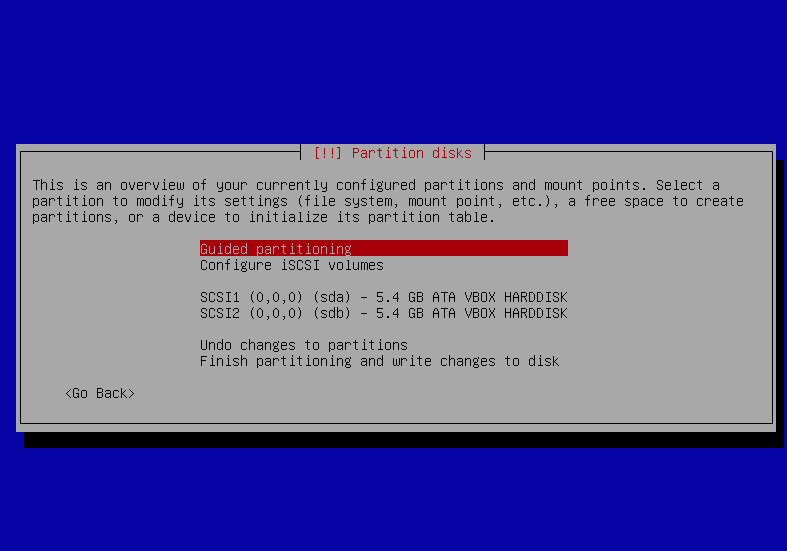 [!!] Partition disks
This is an overview of your currently configured partitions and mount points. Select a
partition to modify its settings (file system, mount point, etc.), a free space to create
partitions, or a device to initialize its partition table.
Guided partitioning
Configure iSCSI volumes
SCSI1 (0,0,0) (sda) - 5.4 GB ATA VBOX HARDDISK
SCSI2 (0,0,0) (sdb) - 5.4 GB ATA VBOX HARDDISK
Undo changes to partitions
Finish partitioning and write changes to disk
<Go Back>